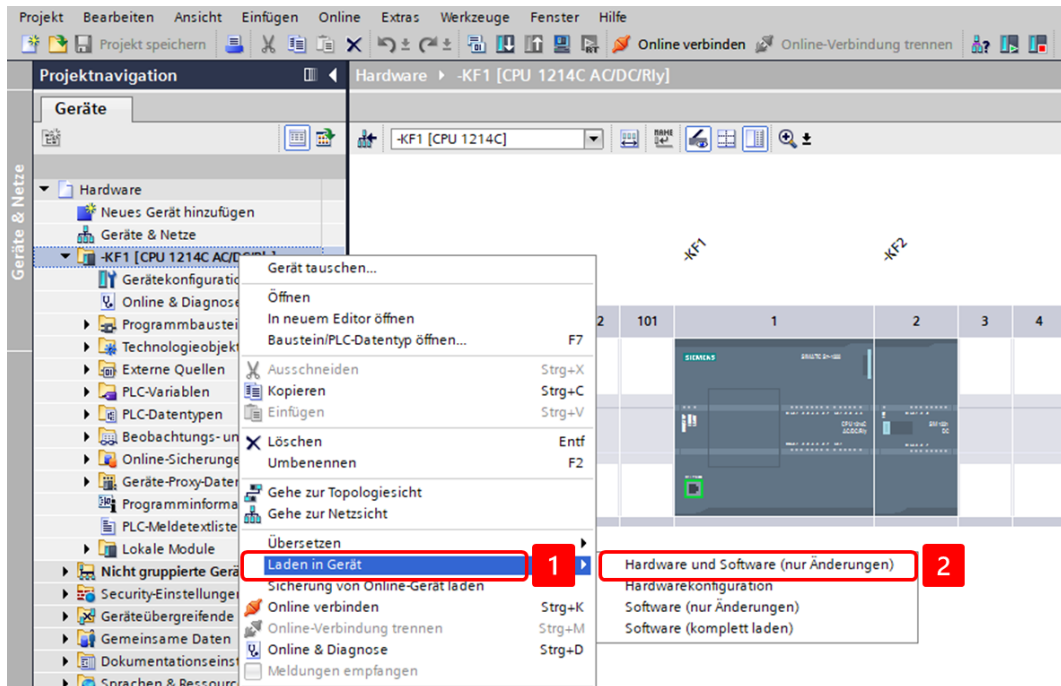 Projekt Bearbeiten Ansicht Einfügen Online Extras Werkzeuge Fenster Hilfe
Projekt speichern Online verbinden Online-Verbindung trennen
Projektnavigation
Hardware -KF1 [CPU 1214C AC/DC/Rly]
Geräte
-KF1 [CPU 1214C]
Geräte & Netze
Hardware
Neues Gerät hinzufügen
Geräte & Netze
-KF1 [CPU 1214C AC/DC/Rly]
Gerätekonfiguratio
Online & Diagnose
Programmbaustei
Technologieobjekt
Externe Quellen
PLC-Variablen
PLC-Datentypen
Beobachtungs- un
Online-Sicherunge
Geräte-Proxy-Daten
Programminforma
PLC-Meldetextliste
Lokale Module
Nicht gruppierte Gerä
Security-Einstellungen
Geräteübergreifende
Gemeinsame Daten
Dokumentationseinst
Sprachen & Ressourc
Gerät tauschen...
Öffnen
In neuem Editor öffnen
Baustein/PLC-Datentyp öffnen... F7
Ausschneiden Strg+X
Kopieren Strg+C
Einfügen Strg+V
Löschen Entf
Umbenennen F2
Gehe zur Topologiesicht
Gehe zur Netzsicht
Übersetzen
Laden in Gerät
1
Sicherung von Online-Gerät laden
Online verbinden Strg+K
Online-Verbindung trennen Strg+M
Online & Diagnose Strg+D
Meldungen empfangen
Hardware und Software (nur Änderungen)
2
Hardwarekonfiguration
Software (nur Änderungen)
Software (komplett laden)
-KF1
-KF2
2 101 1 2 3 4
SIEMENS